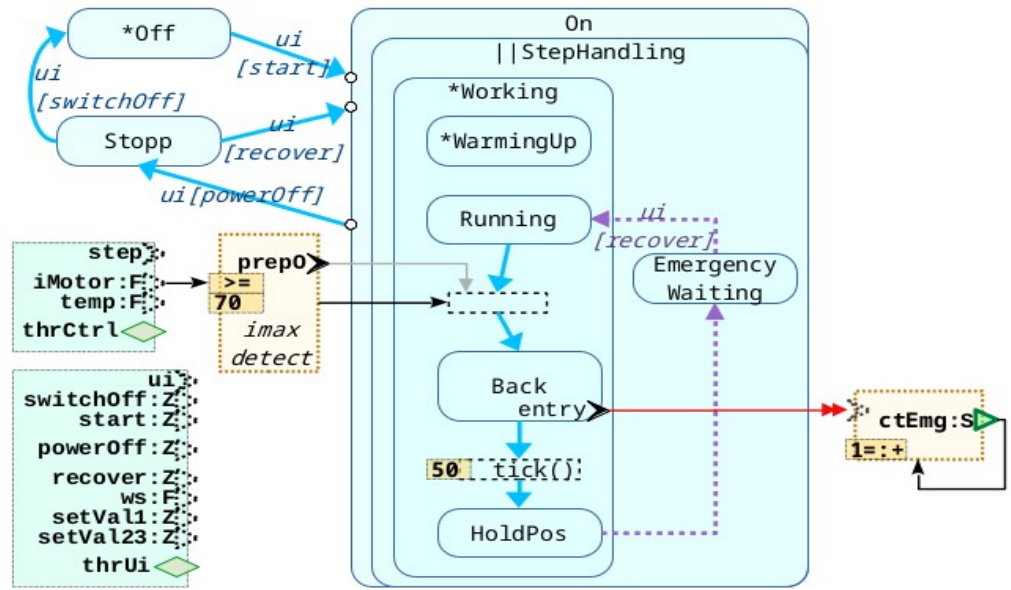 *Off
ui
[start]
ui
[switchOff]
Stopp
ui
[recover]
ui[powerOff]
On
||StepHandling
*Working
*WarmingUp
Running
ui
[recover]
Emergency
Waiting
step
iMotor:F
temp:F
thrCtrl
prepO
>=
70
imax
detect
Back
entry
50 tick()
HoldPos
ctEmg:S
1=:+
ui
switchOff:Z
start:Z
powerOff:Z
recover:Z
ws:F
setVal1:Z
setVal23:Z
thrUi